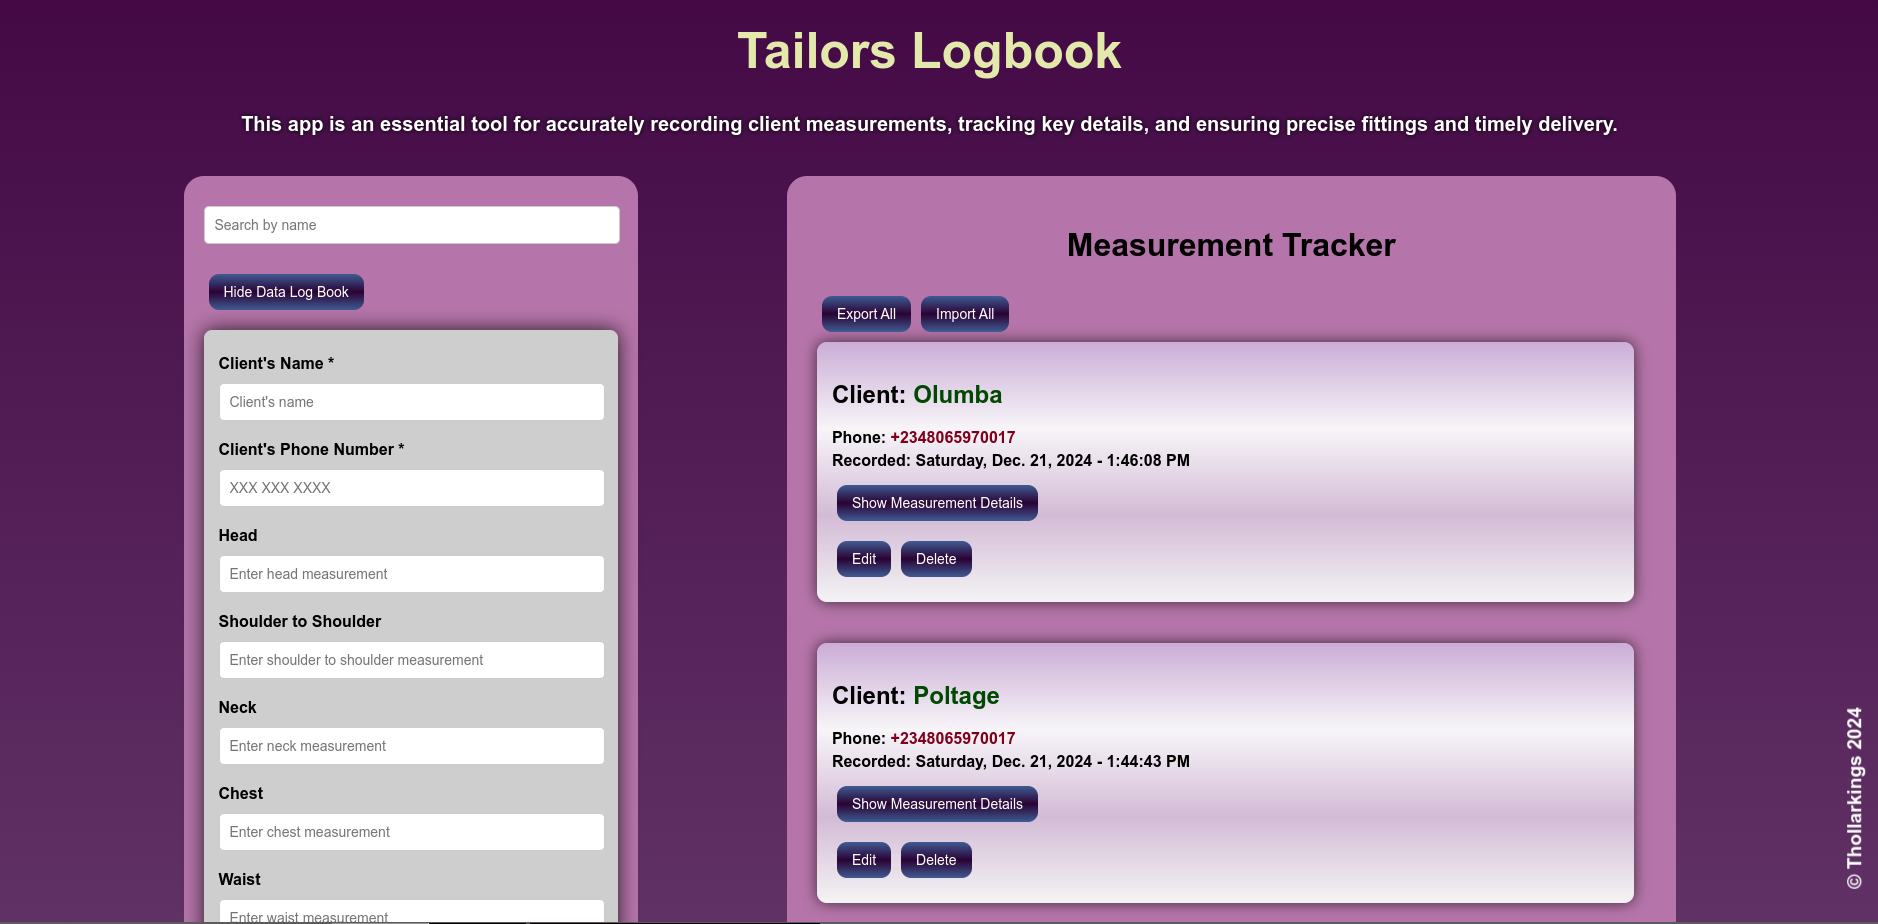 Tailors Logbook
This app is an essential tool for accurately recording client measurements, tracking key details, and ensuring precise fittings and timely delivery.
Search by name
Hide Data Log Book
Client's Name *
Client's name
Client's Phone Number *
XXX XXX XXXX
Head
Enter head measurement
Shoulder to Shoulder
Enter shoulder to shoulder measurement
Neck
Enter neck measurement
Chest
Enter chest measurement
Waist
Enter waist measurement
Measurement Tracker
Export All Import All
Client: Olumba
Phone: +2348065970017
Recorded: Saturday, Dec. 21, 2024 - 1:46:08 PM
Show Measurement Details
Edit Delete
Client: Poltage
Phone: +2348065970017
Recorded: Saturday, Dec. 21, 2024 - 1:44:43 PM
Show Measurement Details
Edit Delete
© Thollarkings 2024